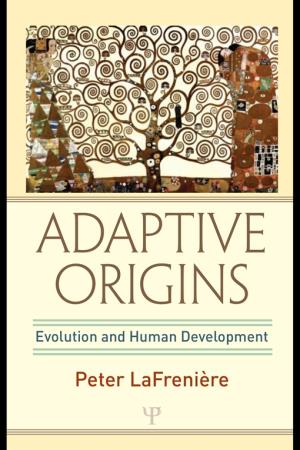 ADAPTIVE
ORIGINS
Evolution and Human Development
Peter LaFrenière
Ψ